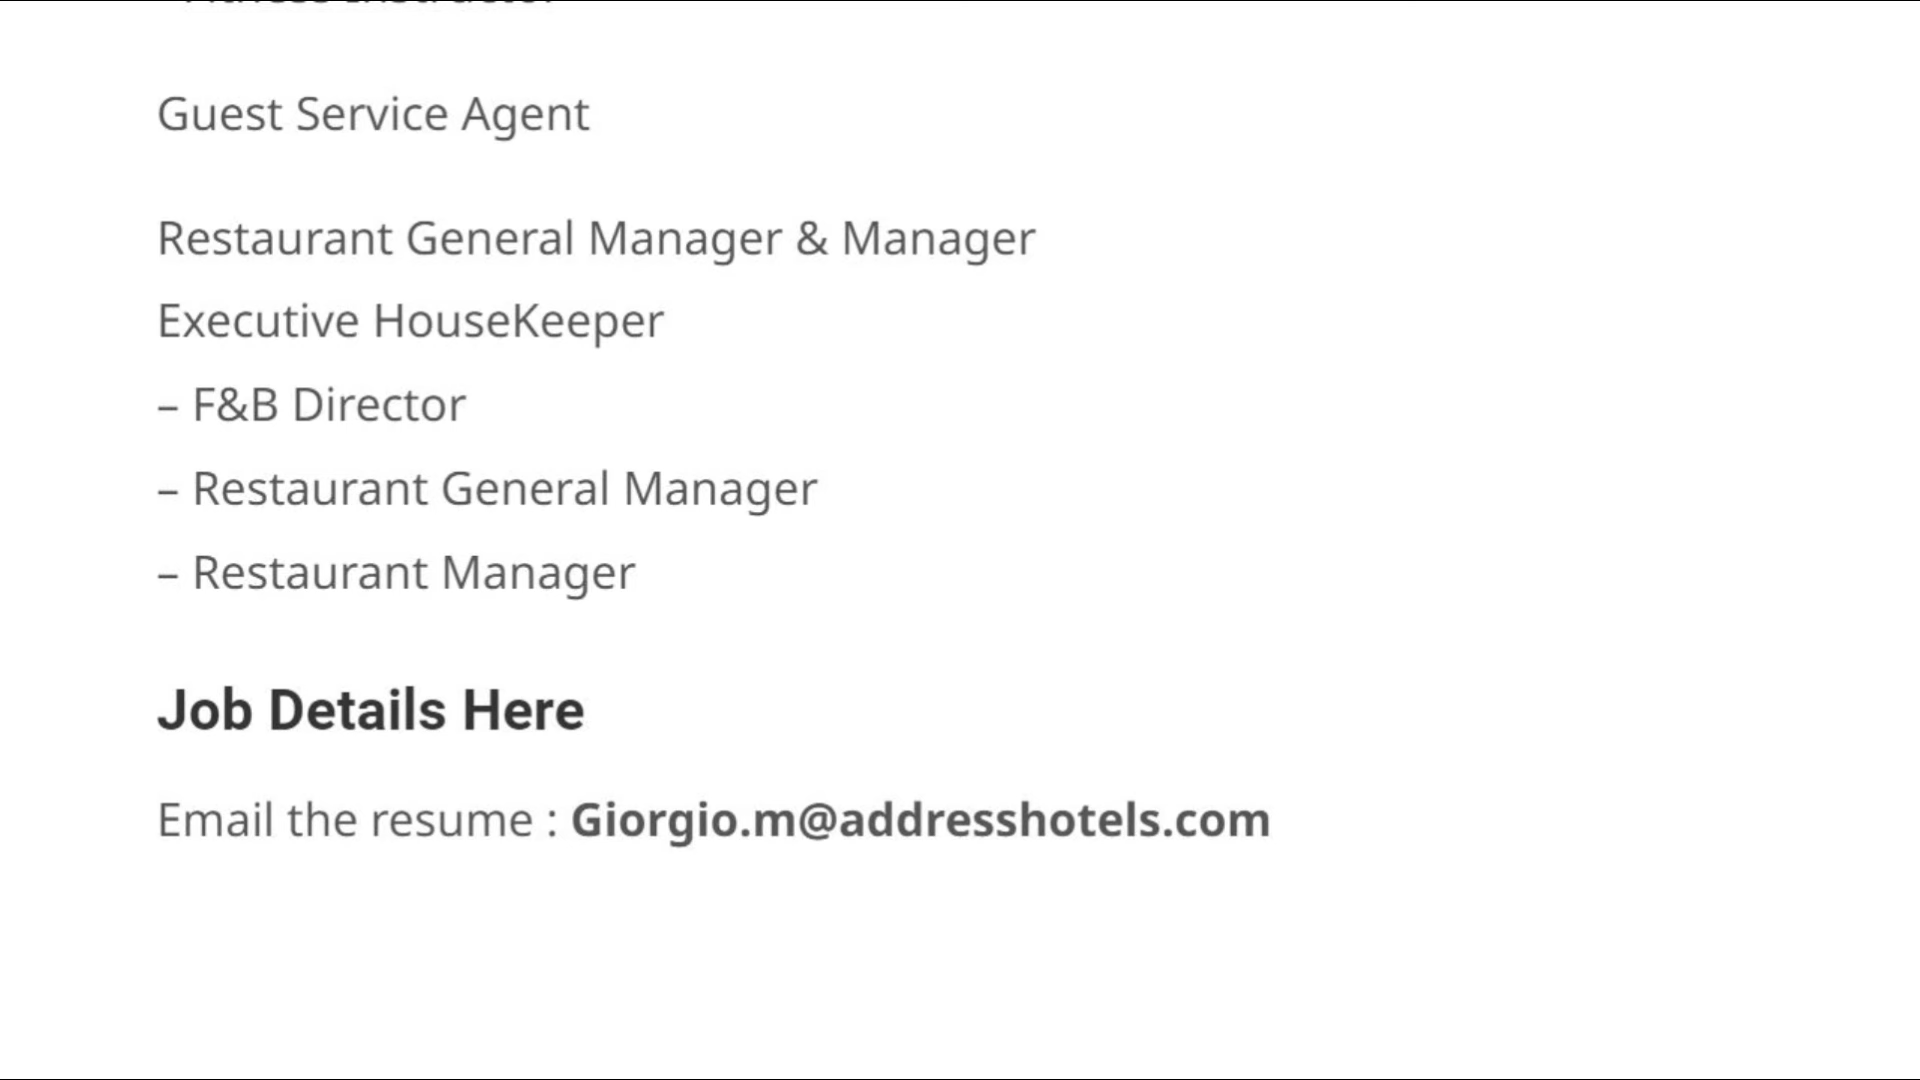 Guest Service Agent
Restaurant General Manager & Manager
Executive HouseKeeper
– F&B Director
– Restaurant General Manager
– Restaurant Manager
Job Details Here
Email the resume : Giorgio.m@addresshotels.com